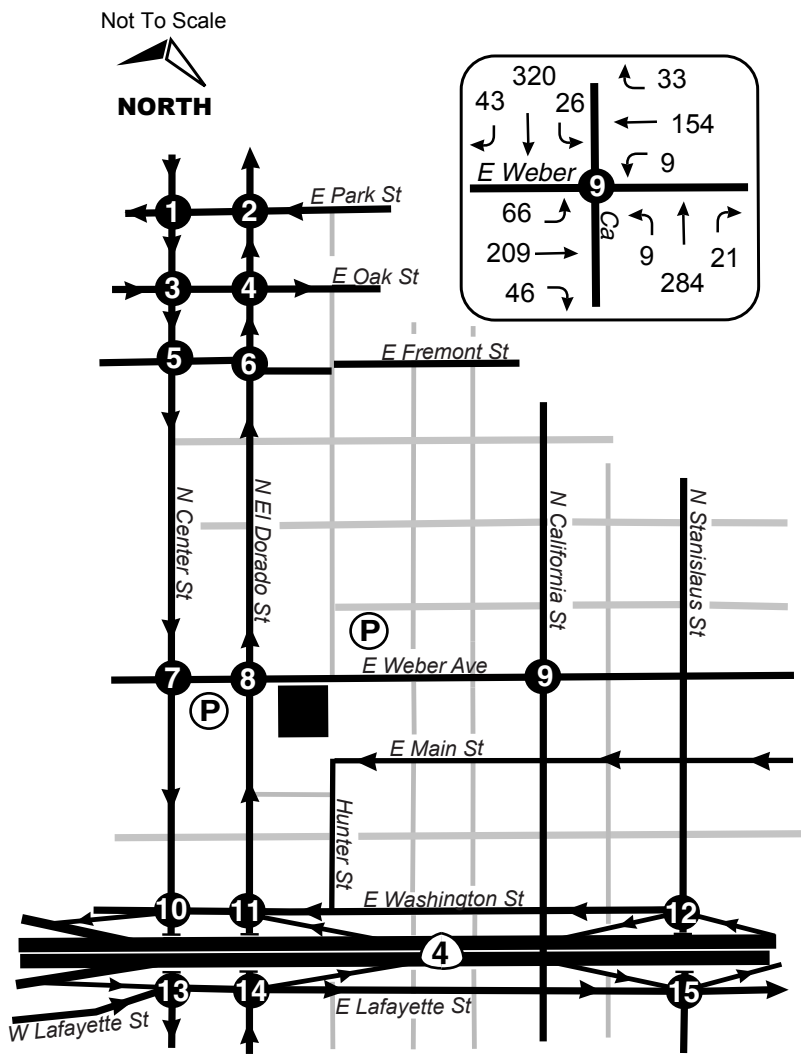 Not To Scale
NORTH
320
33
43
26
154
E Weber
9
9
66
Ca
209
9
21
46
284
1
2
E Park St
3
4
E Oak St
5
6
E Fremont St
N Center St
N El Dorado St
N California St
N Stanislaus St
P
E Weber Ave
7
8
9
P
E Main St
Hunter St
10
11
E Washington St
12
4
13
14
E Lafayette St
15
W Lafayette St